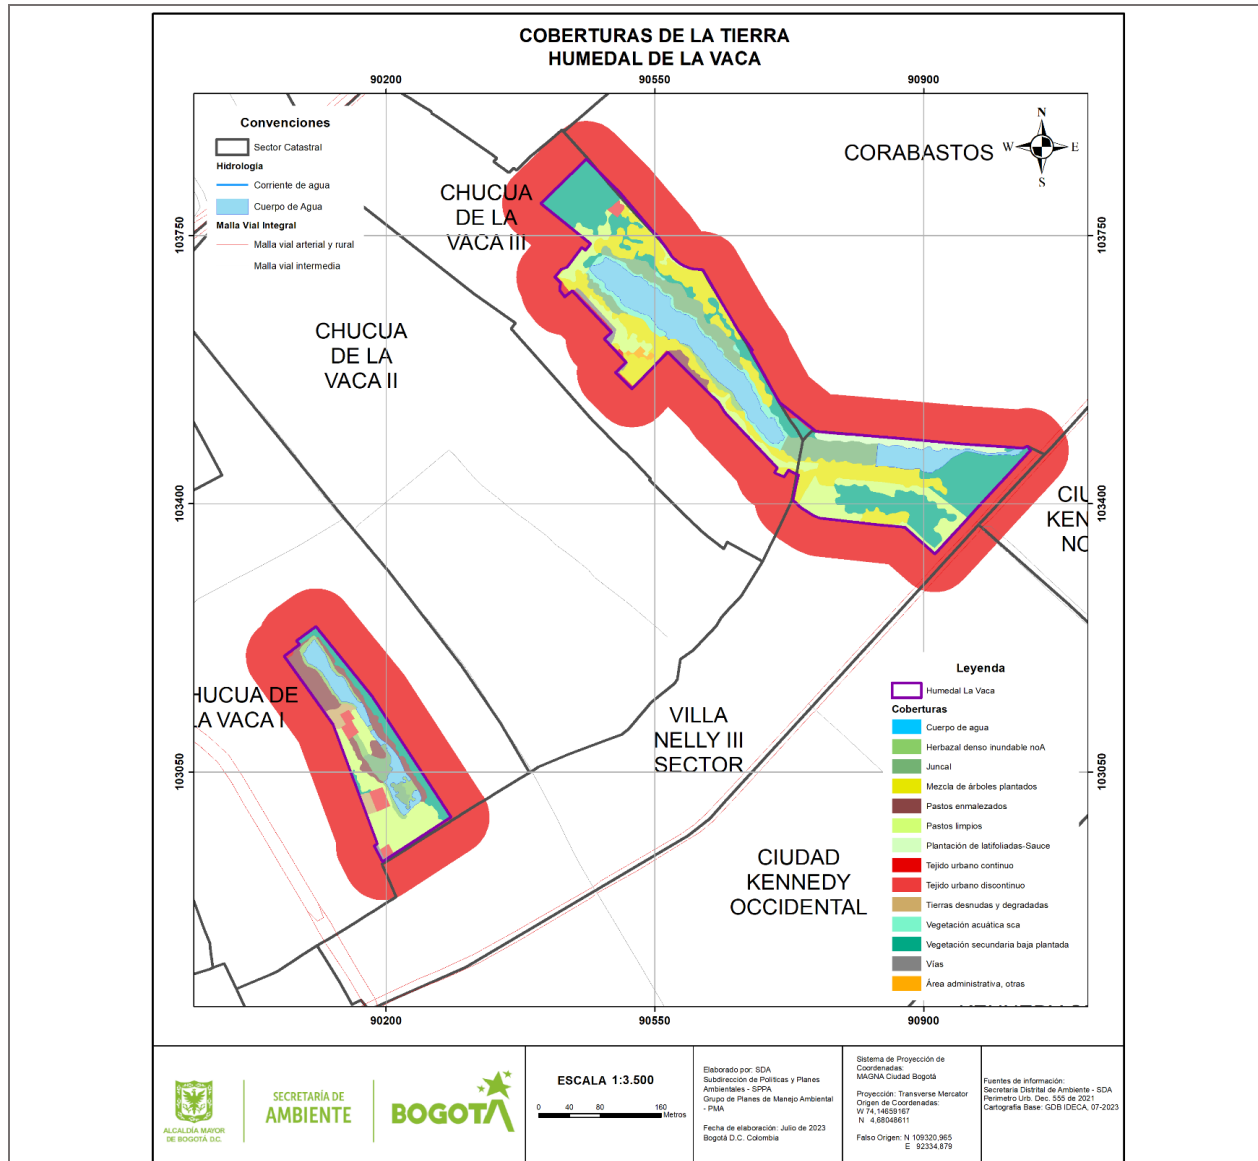 COBERTURAS DE LA TIERRA
HUMEDAL DE LA VACA
90200
90550
90900
Convenciones
Sector Catastral
Hidrología
Corriente de agua
Cuerpo de Agua
Malla Vial Integral
Malla vial arterial y rural
Malla vial intermedia
N
W
E
S
CORABASTOS
CHUCUA
DE LA
VACA III
103750
103750
CHUCUA
DE LA
VACA II
103400
103400
CIU
KEN
NO
HUCUA DE
LA VACA I
VILLA
NELLY III
SECTOR
103050
103050
CIUDAD
KENNEDY
OCCIDENTAL
Leyenda
Humedal La Vaca
Coberturas
Cuerpo de agua
Herbazal denso inundable noA
Juncal
Mezcla de árboles plantados
Pastos enmalezados
Pastos limpios
Plantación de latifoliadas-Sauce
Tejido urbano continuo
Tejido urbano discontinuo
Tierras desnudas y degradadas
Vegetación acuática sca
Vegetación secundaria baja plantada
Vías
Área administrativa, otras
90200
90550
90900
ALCALDÍA MAYOR
DE BOGOTÁ D.C.
SECRETARÍA DE
AMBIENTE
BOGOTÁ
ESCALA 1:3.500
0 40 80 160
Metros
Elaborado por: SDA
Subdirección de Políticas y Planes
Ambientales - SPPA
Grupo de Planes de Manejo Ambiental
- PMA
Fecha de elaboración: Julio de 2023
Bogotá D.C. Colombia
Sistema de Proyección de
Coordenadas:
MAGNA Ciudad Bogotá
Proyección: Transverse Mercator
Origen de Coordenadas:
W 74,14659167
N 4,68048611
Falso Origen: N 109320,965
E 92334,879
Fuentes de información:
Secretaria Distrital de Ambiente - SDA
Perimetro Urb. Dec. 555 de 2021
Cartografía Base: GDB IDECA, 07-2023